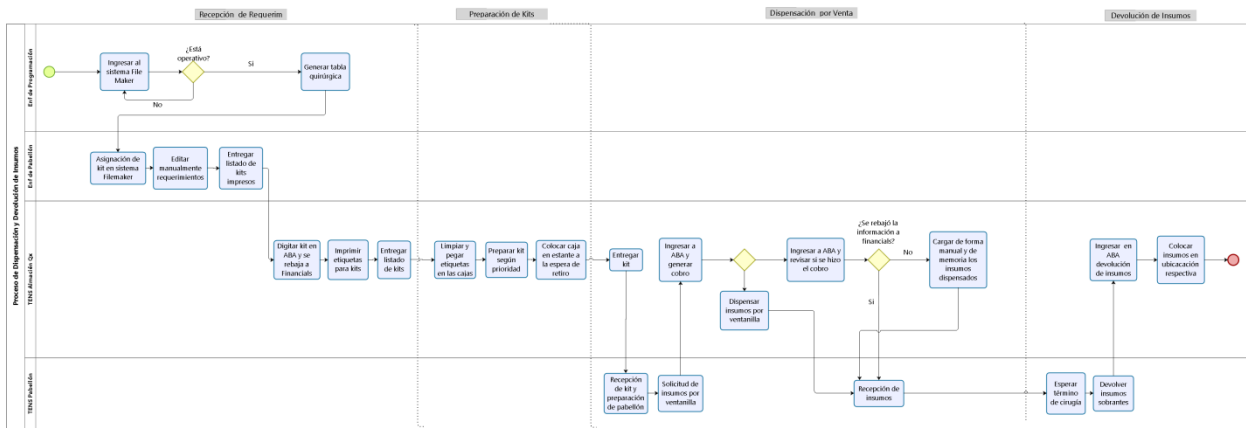 Recepción de Requerim
Preparación de Kits
Dispensación por Venta
Devolución de Insumos
Proceso de Dispensación y Devolución de Insumos
Enf de Programación
Ingresar al
sistema File
Maker
¿Está
operativo?
Si
No
Generar tabla
quirúrgica
Enf de Pabellón
Asignación de
kit en sistema
Filemaker
Editar
manualmente
requerimientos
Entregar
listado de
kits
impresos
TENS Almacén Qx
Digitar kit en
ABA y se
rebaja a
Financials
Imprimir
etiquetas
para kits
Entregar
listado de
kits
Limpiar y
pegar
etiquetas
en las cajas
Preparar kit
según
prioridad
Colocar caja
en estante a
la espera de
retiro
Entregar
kit
Ingresar a
ABA y
generar
cobro
Dispensar
insumos por
ventanilla
Ingresar a ABA y
revisar si se hizo
el cobro
¿Se rebajó la
información a
financials?
No
Si
Cargar de forma
manual y de
memoria los
insumos
dispensados
Ingresar en
ABA
devolución
de insumos
Colocar
insumos en
ubicacación
respectiva
TENS Pabellón
Recepción
de kit y
preparación
de pabellón
Solicitud de
insumos por
ventanilla
Recepción de
insumos
Esperar
término
de cirugía
Devolver
insumos
sobrantes